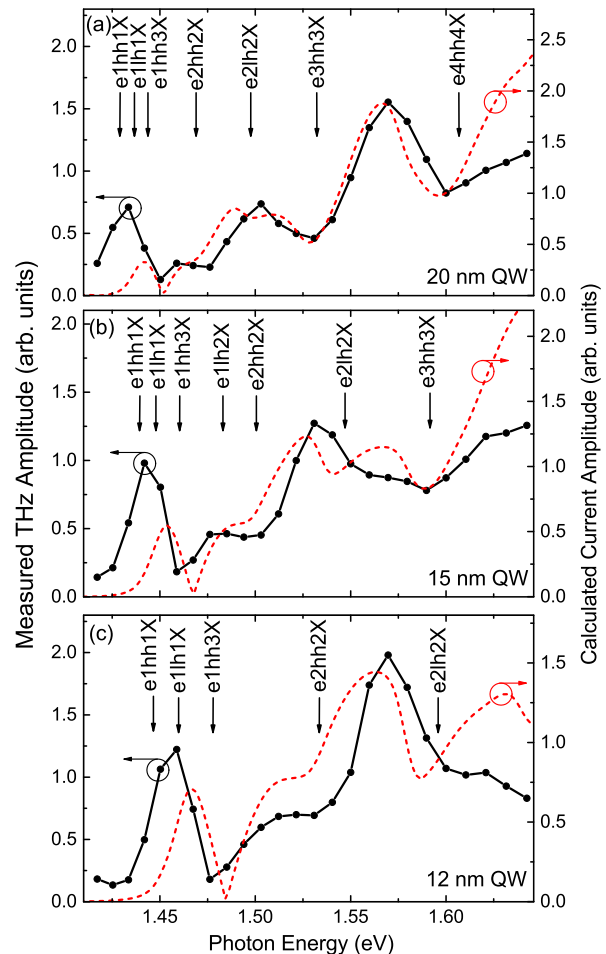 Measured THz Amplitude (arb. units)
Calculated Current Amplitude (arb. units)
(a)
e1hh1X
e1lh1X
e1hh3X
e2hh2X
e2lh2X
e3hh3X
e4hh4X
2.0
1.5
1.0
0.5
0.0
2.5
2.0
1.5
1.0
0.5
0.0
20 nm QW
(b)
e1hh1X
e1lh1X
e1hh3X
e1lh2X
e2hh2X
e2lh2X
e3hh3X
2.0
1.5
1.0
0.5
0.0
2.0
1.5
1.0
0.5
0.0
15 nm QW
(c)
e1hh1X
e1lh1X
e1hh3X
e2hh2X
e2lh2X
2.0
1.5
1.0
0.5
0.0
1.5
1.0
0.5
0.0
12 nm QW
1.45 1.50 1.55 1.60
Photon Energy (eV)